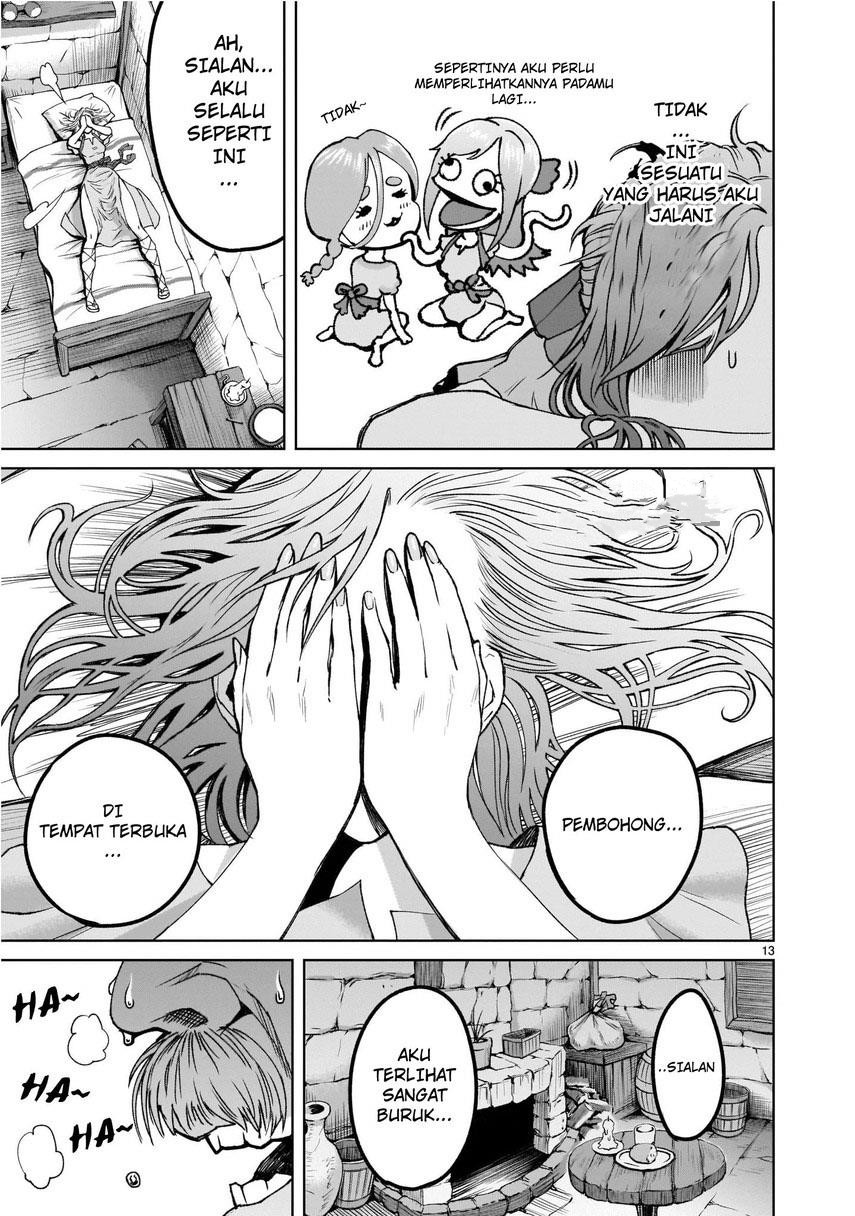 TIDAK
...
INI
SESUATU
YANG HARUS AKU
JALANI
SEPERTINYA AKU PERLU
MEMPERLIHATKANNYA PADAMU
LAGI...
TIDAK~
AH,
SIALAN...
AKU
SELALU
SEPERTI
INI
...
PEMBOHONG...
DI
TEMPAT TERBUKA
...
13
..SIALAN
AKU
TERLIHAT
SANGAT
BURUK...
HA~
HA~
HA~